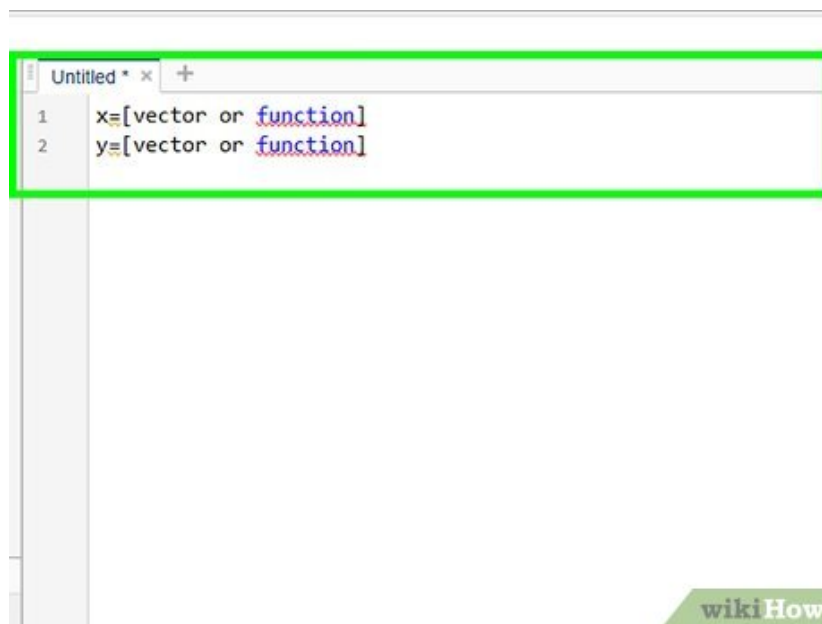 Untitled * × +
1 x=[vector or function]
2 y=[vector or function]
wikiHow